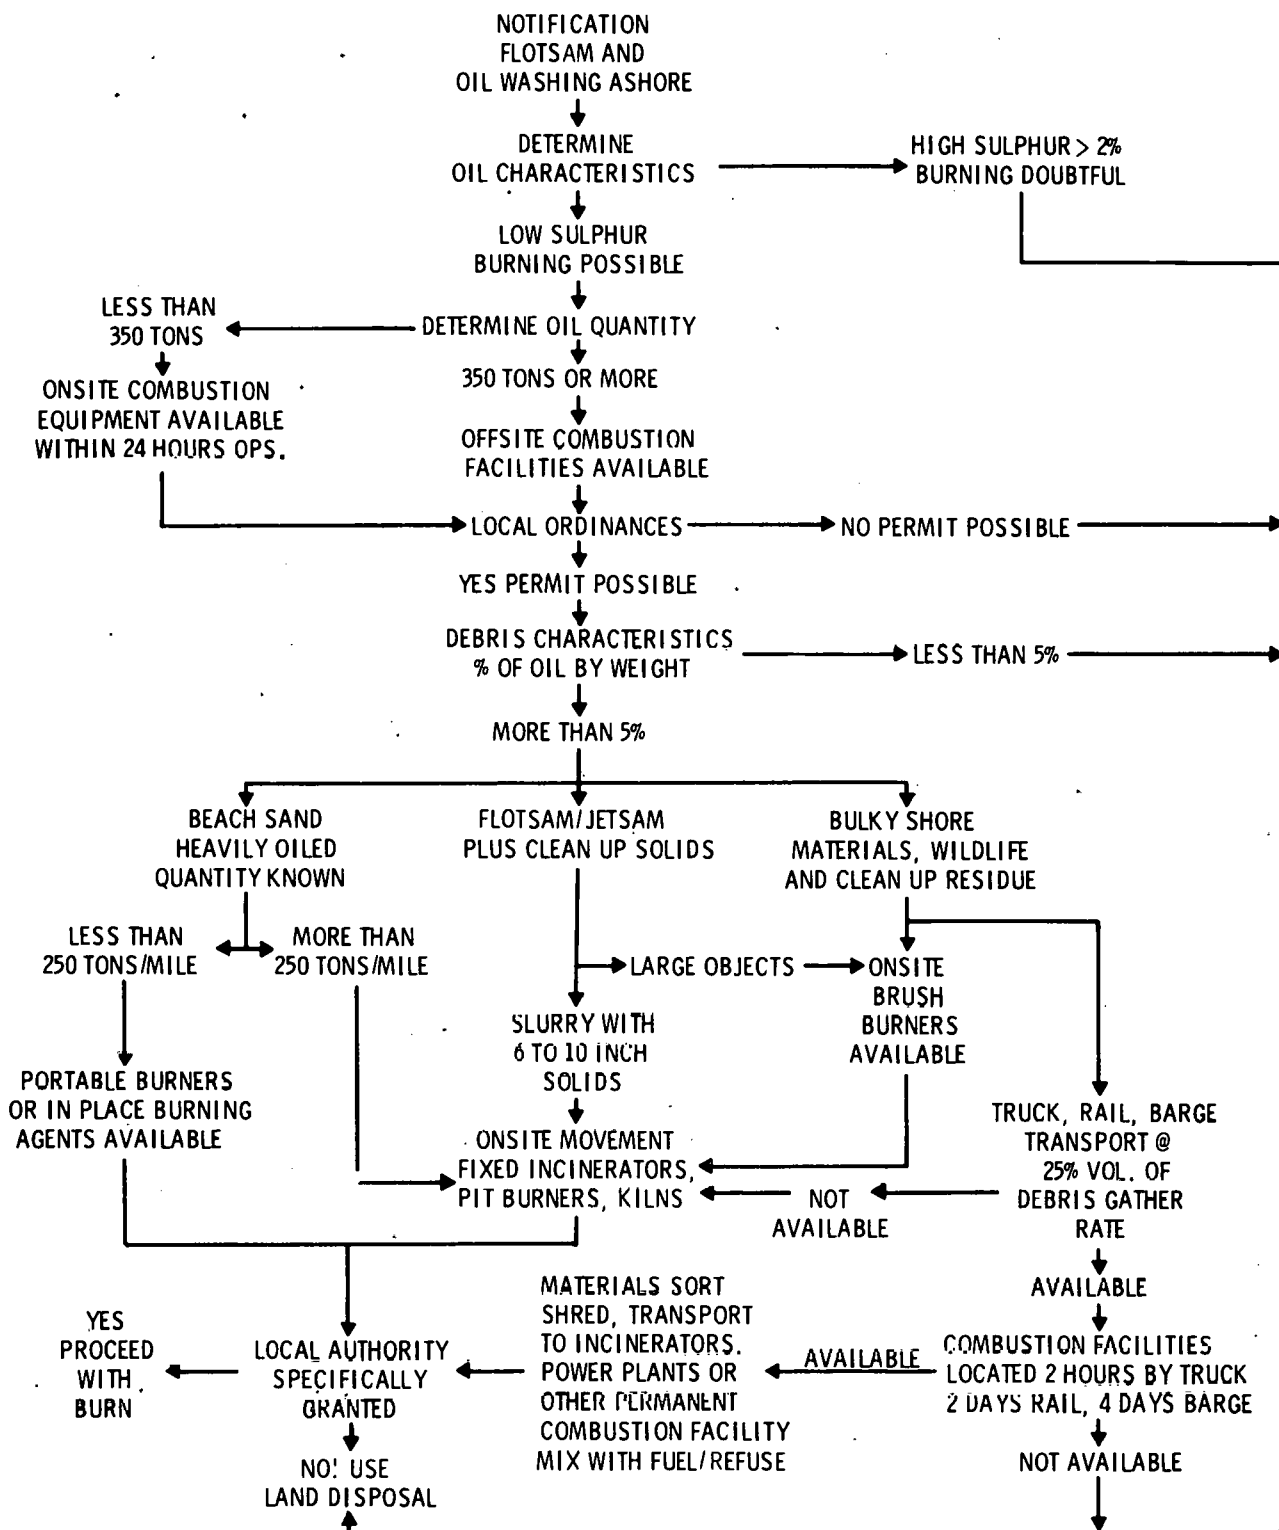 NOTIFICATION
FLOTSAM AND
OIL WASHING ASHORE
DETERMINE
OIL CHARACTERISTICS
HIGH SULPHUR > 2%
BURNING DOUBTFUL
LOW SULPHUR
BURNING POSSIBLE
LESS THAN
350 TONS
DETERMINE OIL QUANTITY
350 TONS OR MORE
ONSITE COMBUSTION
EQUIPMENT AVAILABLE
WITHIN 24 HOURS OPS.
OFFSITE COMBUSTION
FACILITIES AVAILABLE
LOCAL ORDINANCES
NO PERMIT POSSIBLE
YES PERMIT POSSIBLE
DEBRIS CHARACTERISTICS
% OF OIL BY WEIGHT
LESS THAN 5%
MORE THAN 5%
BEACH SAND
HEAVILY OILED
QUANTITY KNOWN
FLOTSAM/JETSAM
PLUS CLEAN UP SOLIDS
BULKY SHORE
MATERIALS, WILDLIFE
AND CLEAN UP RESIDUE
LESS THAN
250 TONS/MILE
MORE THAN
250 TONS/MILE
LARGE OBJECTS
ONSITE
BRUSH
BURNERS
AVAILABLE
SLURRY WITH
6 TO 10 INCH
SOLIDS
PORTABLE BURNERS
OR IN PLACE BURNING
AGENTS AVAILABLE
ONSITE MOVEMENT
FIXED INCINERATORS,
PIT BURNERS, KILNS
NOT
AVAILABLE
TRUCK, RAIL, BARGE
TRANSPORT @
25% VOL. OF
DEBRIS GATHER
RATE
AVAILABLE
YES
PROCEED
WITH
BURN
LOCAL AUTHORITY
SPECIFICALLY
GRANTED
MATERIALS SORT
SHRED, TRANSPORT
TO INCINERATORS.
POWER PLANTS OR
OTHER PERMANENT
COMBUSTION FACILITY
MIX WITH FUEL/REFUSE
AVAILABLE
COMBUSTION FACILITIES
LOCATED 2 HOURS BY TRUCK
2 DAYS RAIL, 4 DAYS BARGE
NO! USE
LAND DISPOSAL
NOT AVAILABLE